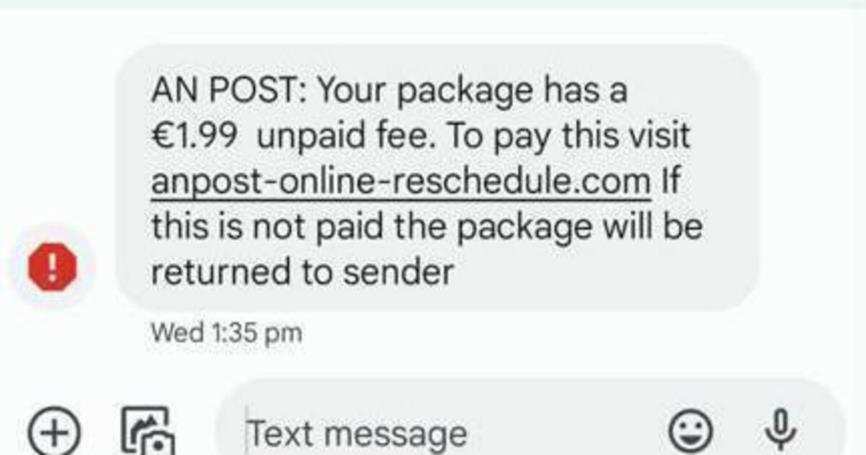 AN POST: Your package has a
€1.99  unpaid fee. To pay this visit
anpost-online-reschedule.com If
this is not paid the package will be
returned to sender
Wed 1:35 pm
Text message